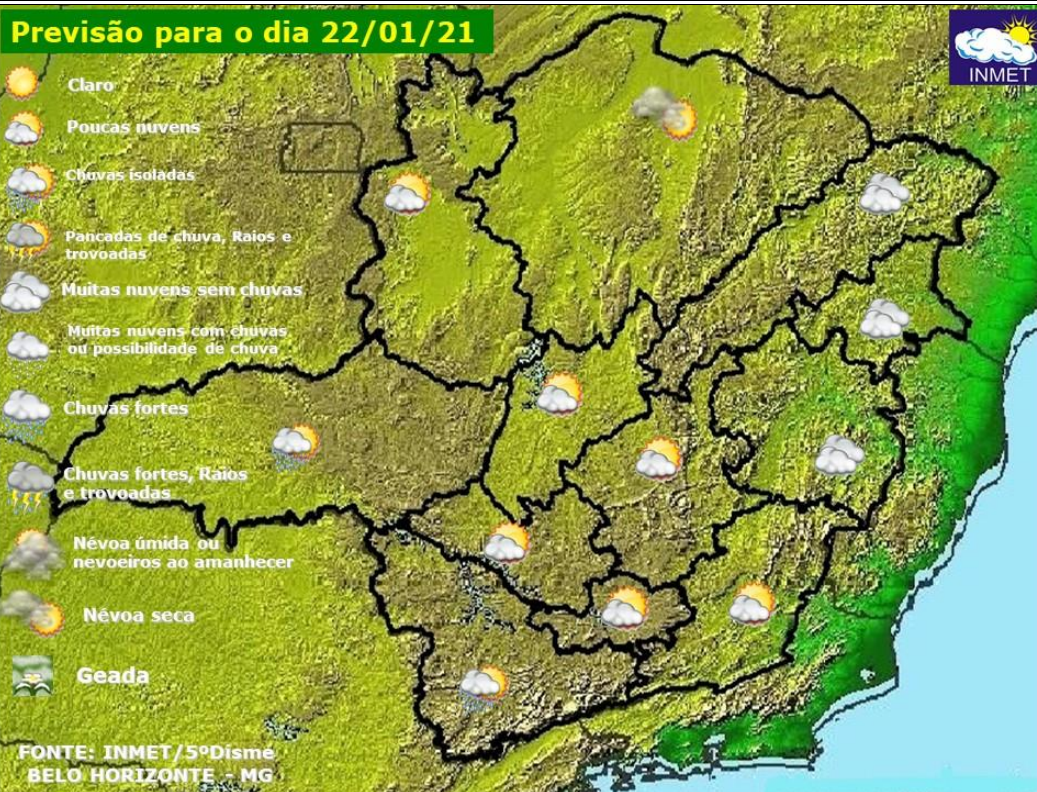 Previsão para o dia 22/01/21
INMET
Claro
Poucas nuvens
Chuvas isoladas
Pancadas de chuva, Raios e
trovoadas
Muitas nuvens sem chuvas
Muitas nuvens com chuvas
ou possibilidade de chuva
Chuvas fortes
Chuvas fortes, Raios
e trovoadas
Névoa úmida ou
nevoeiros ao amanhecer
Névoa seca
Geada
FONTE: INMET/5ºDisme
BELO HORIZONTE - MG